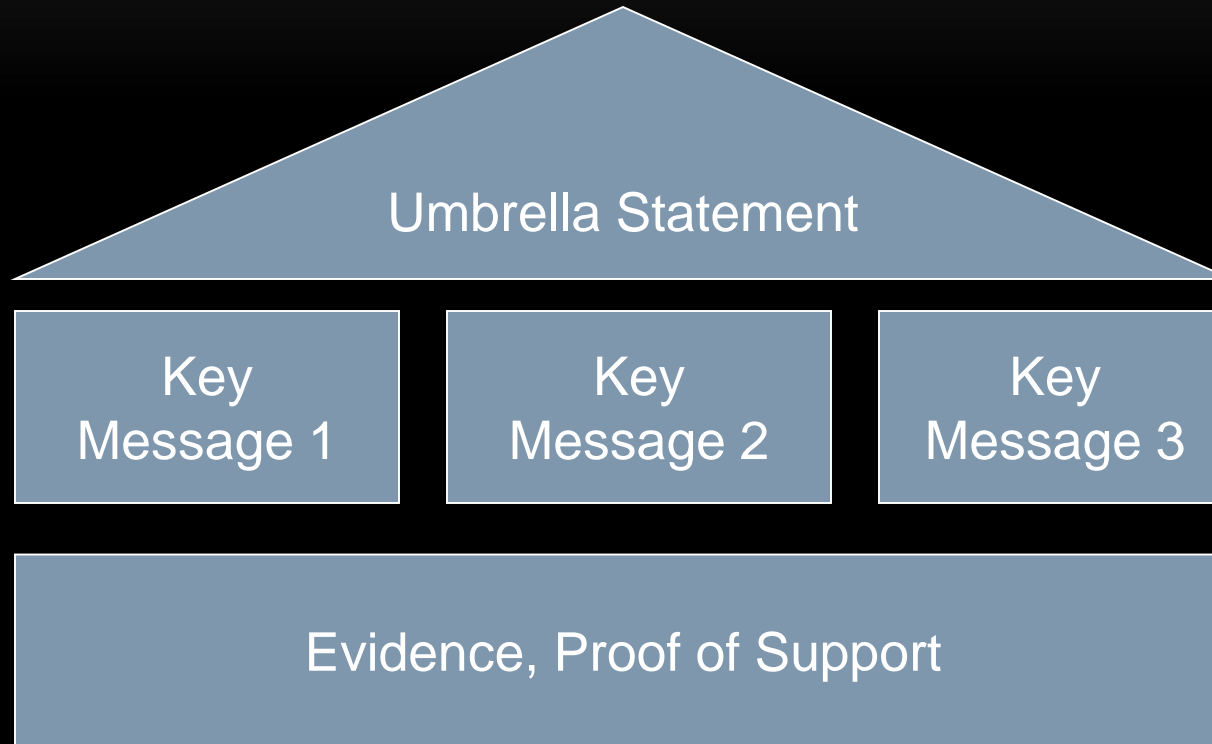 Umbrella Statement
Key
Message 1
Key
Message 2
Key
Message 3
Evidence, Proof of Support